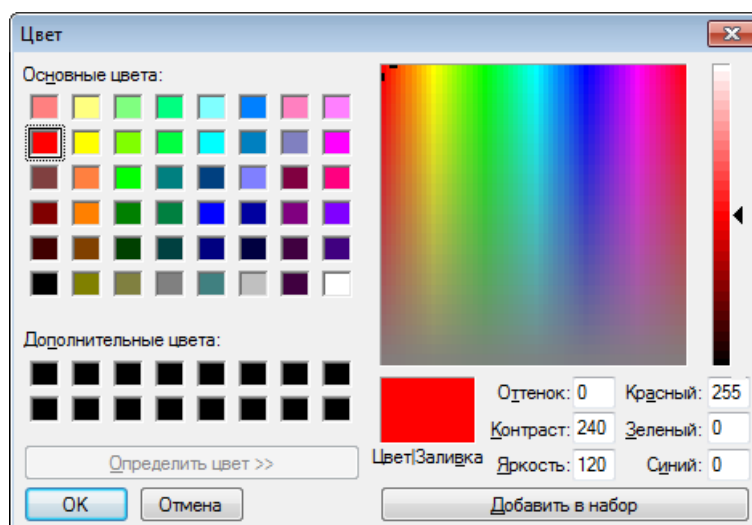 Цвет
Основные цвета:
Дополнительные цвета:
Определить цвет >>
ОК
Отмена
Цвет|Заливка
Оттенок: 0
Контраст: 240
Яркость: 120
Красный: 255
Зеленый: 0
Синий: 0
Добавить в набор